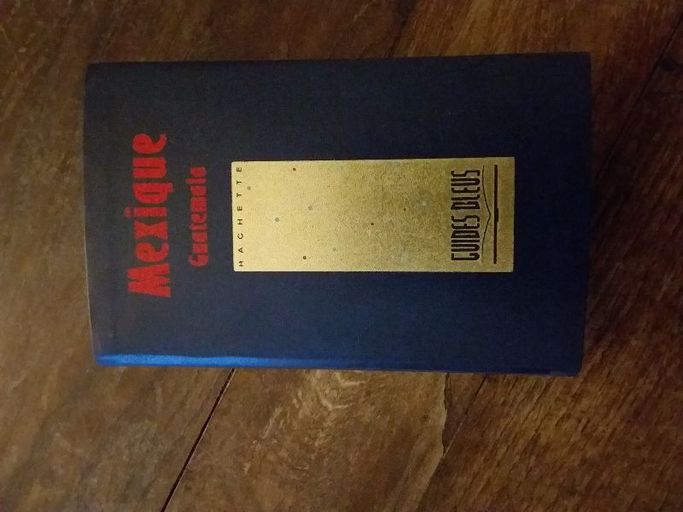 Mexique
Guatemala
HACHETTE
GUIDES BLEUS